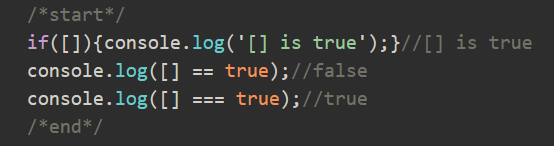 /*start*/
if([]){console.log('[] is true');}//[] is true
console.log([] == true);//false
console.log([] === true);//true
/*end*/